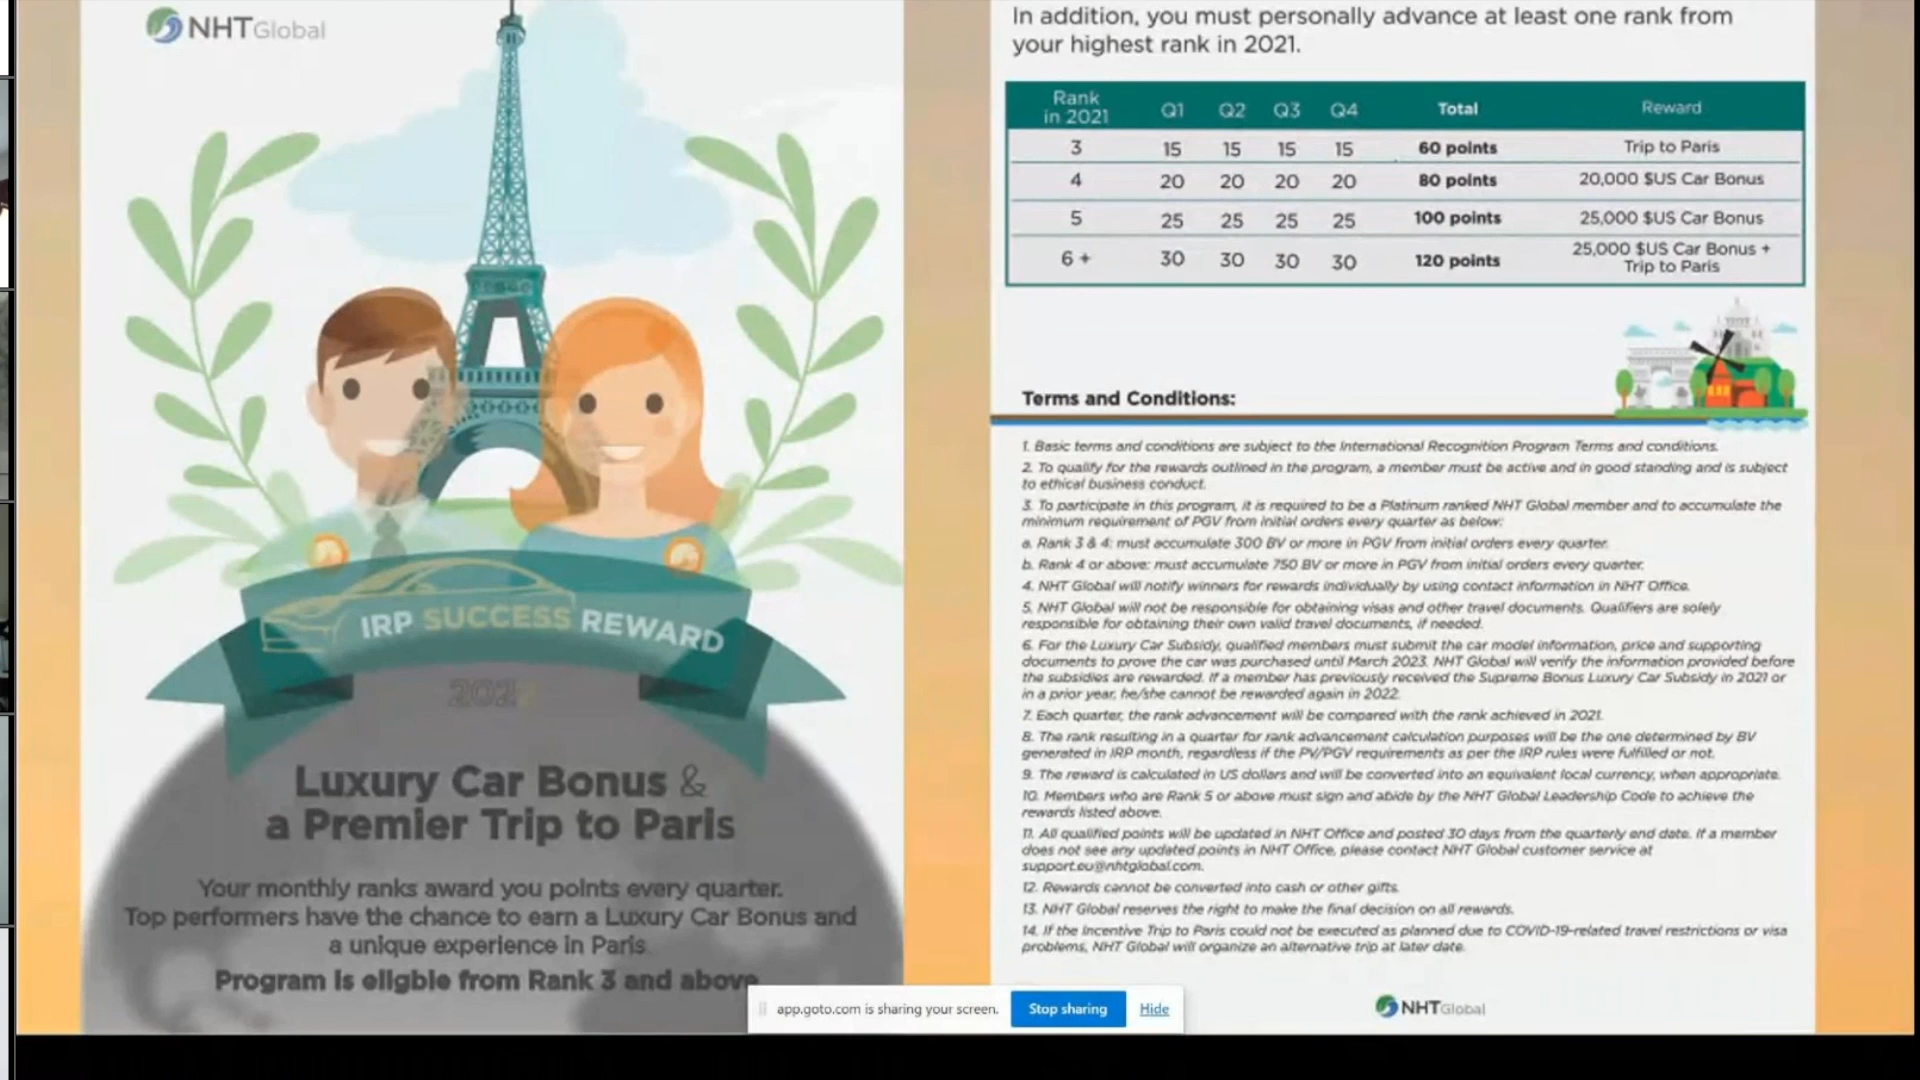 NHTGlobal
IRP SUCCESS REWARD
Luxury Car Bonus &
a Premier Trip to Paris
Your monthly ranks award you points every quarter.
Top performers have the chance to earn a Luxury Car Bonus and
a unique experience in Paris
Program is eligble from Rank 3 and above
In addition, you must personally advance at least one rank from
your highest rank in 2021.
Rank in 2021 Q1 Q2 Q3 Q4 Total Reward
3 15 15 15 15 60 points Trip to Paris
4 20 20 20 20 80 points 20,000 $US Car Bonus
5 25 25 25 25 100 points 25,000 $US Car Bonus
6 + 30 30 30 30 120 points 25,000 $US Car Bonus +
Trip to Paris
Terms and Conditions:
1. Basic terms and conditions are subject to the International Recognition Program Terms and conditions.
2. To qualify for the rewards outlined in the program, a member must be active and in good standing and is subject
to ethical business conduct.
3. To participate in this program, it is required to be a Platinum ranked NHT Global member and to accumulate the
minimum requirement of PGV from initial orders every quarter as below:
a. Rank 3 & 4: must accumulate 300 BV or more in PGV from initial orders every quarter.
b. Rank 4 or above: must accumulate 750 BV or more in PGV from initial orders every quarter.
4. NHT Global will notify winners for rewards individually by using contact information in NHT Office.
5. NHT Global will not be responsible for obtaining visas and other travel documents. Qualifiers are solely
responsible for obtaining their own valid travel documents, if needed.
6. For the Luxury Car Subsidy, qualified members must submit the car model information, price and supporting
documents to prove the car was purchased until March 2023. NHT Global will verify the information provided before
the subsidies are rewarded. If a member has previously received the Supreme Bonus Luxury Car Subsidy in 2021 or
in a prior year, he/she cannot be rewarded again in 2022.
7. Each quarter, the rank advancement will be compared with the rank achieved in 2021.
8. The rank resulting in a quarter for rank advancement calculation purposes will be the one determined by BV
generated in IRP month, regardless if the PV/PGV requirements as per the IRP rules were fulfilled or not.
9. The reward is calculated in US dollars and will be converted into an equivalent local currency, when appropriate.
10. Members who are Rank 5 or above must sign and abide by the NHT Global Leadership Code to achieve the
rewards listed above.
11. All qualified points will be updated in NHT Office and posted 30 days from the quarterly end date. If a member
does not see any updated points in NHT Office, please contact NHT Global customer service at
support.eu@nhtglobal.com.
12. Rewards cannot be converted into cash or other gifts.
13. NHT Global reserves the right to make the final decision on all rewards.
14. If the Incentive Trip to Paris could not be executed as planned due to COVID-19-related travel restrictions or visa
problems, NHT Global will organize an alternative trip at later date.
NHTGlobal
app.goto.com is sharing your screen. Stop sharing Hide